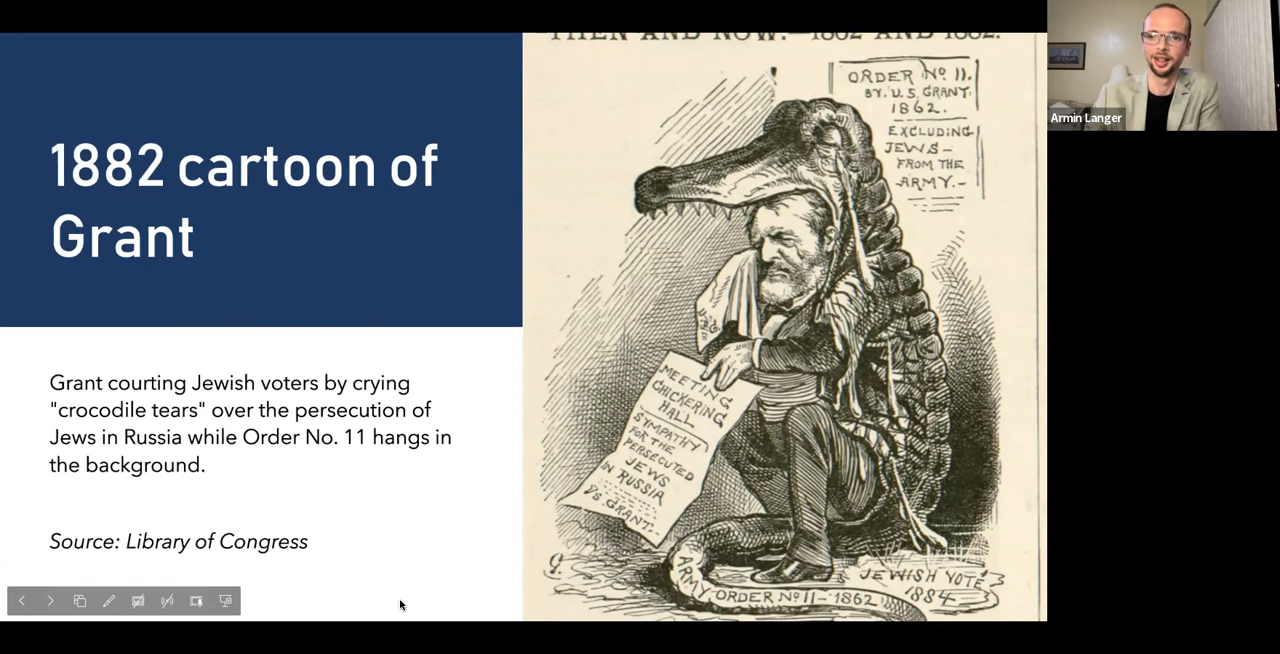 1882 cartoon of
Grant
Grant courting Jewish voters by crying
"crocodile tears" over the persecution of
Jews in Russia while Order No. 11 hangs in
the background.
Source: Library of Congress
THEN AND NOW.—1862 AND 1882.
ORDER No 11.
BY. U.S. GRANT.
1862.
EXCLUDING
JEWS—
FROM THE
ARMY.—
U.S.G.
MEETING
CHICKERING
HALL
SYMPATHY
FOR THE
PERSECUTED
JEWS
IN RUSSIA
U.S. GRANT.
ARMY ORDER No 11—1862
JEWISH VOTE
1884
G.
Armin Langer